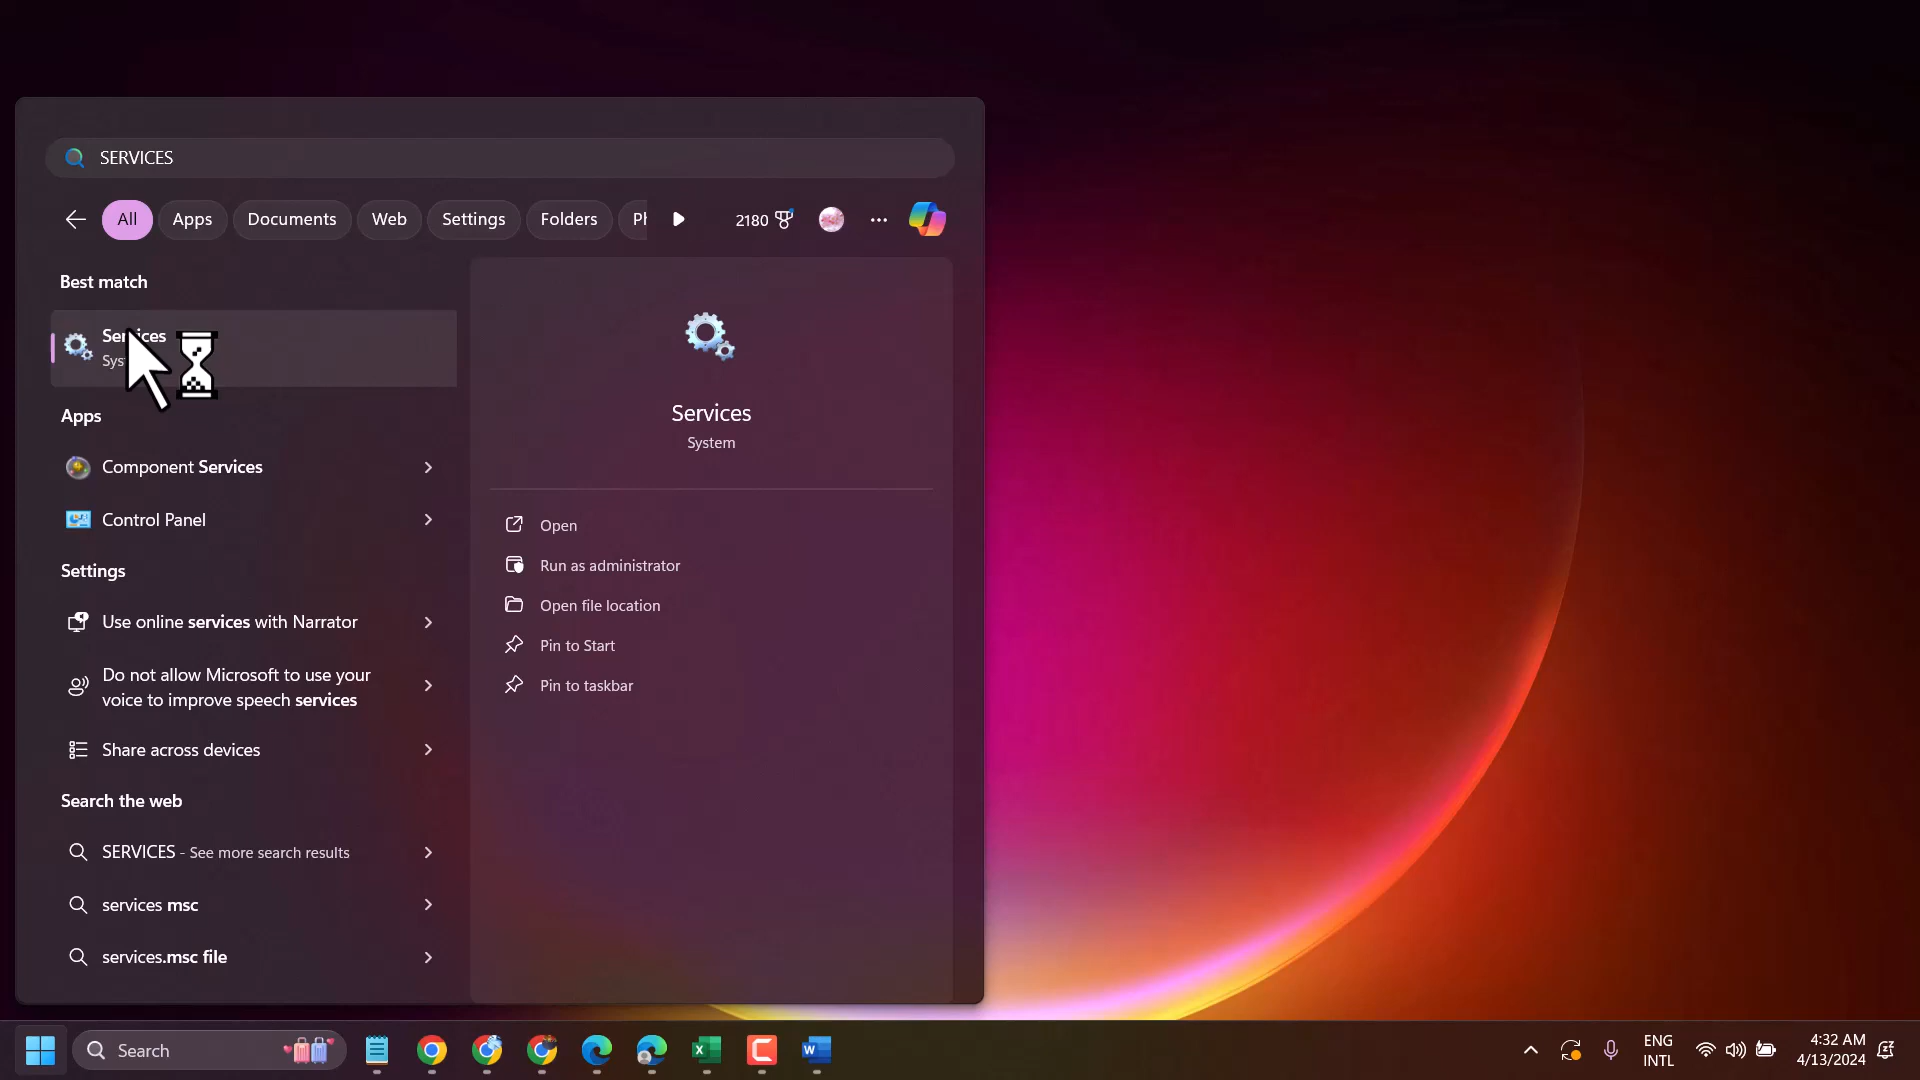 SERVICES
All
Apps
Documents
Web
Settings
Folders
2180
Best match
Services
Services
System
Apps
Component Services
Control Panel
Settings
Use online services with Narrator
Do not allow Microsoft to use your
voice to improve speech services
Share across devices
Search the web
SERVICES - See more search results
services msc
services.msc file
Open
Run as administrator
Open file location
Pin to Start
Pin to taskbar
Search
ENG
INTL
4:32 AM
4/13/2024